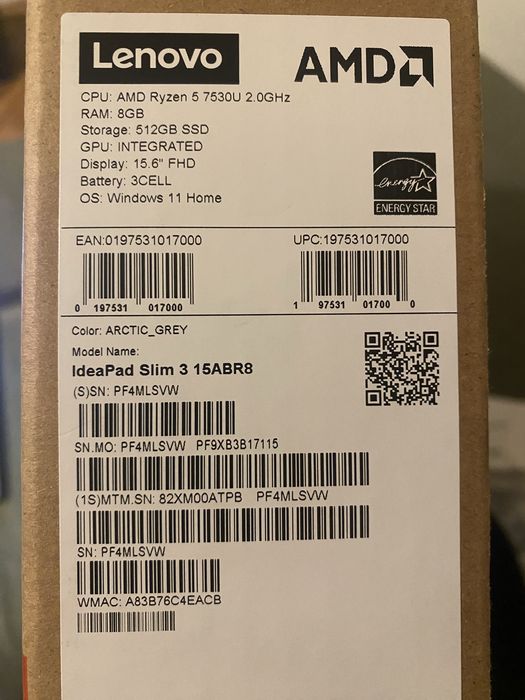 Lenovo
AMD
CPU: AMD Ryzen 5 7530U 2.0GHz
RAM: 8GB
Storage: 512GB SSD
GPU: INTEGRATED
Display: 15.6" FHD
Battery: 3CELL
OS: Windows 11 Home
energy
ENERGY STAR
EAN:0197531017000
UPC:197531017000
0 197531 017000
1 97531 01700 0
Color: ARCTIC_GREY
Model Name:
IdeaPad Slim 3 15ABR8
(S)SN: PF4MLSVW
SN.MO: PF4MLSVW PF9XB3B17115
(1S)MTM.SN: 82XM00ATPB PF4MLSVW
SN: PF4MLSVW
WMAC: A83B76C4EACB